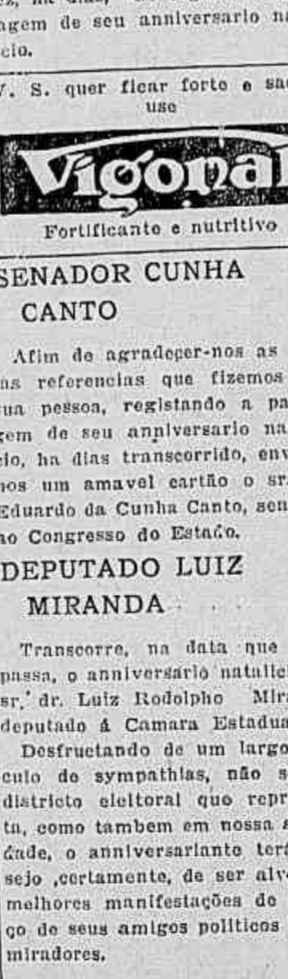 agem de seu anniversario na
cio.
V. S. quer ficar forte e sa
use
Vigonal
Fortificante e nutritivo
SENADOR CUNHA
CANTO
Afim de agradecer-nos as
as referencias que fizemos
sua pessoa, registando a pa
gem de seu anniversario na
cio, ha dias transcorrido, env
nos um amavel cartão o sr.
Eduardo da Cunha Canto, sen
ao Congresso do Estado.
DEPUTADO LUIZ
MIRANDA
Transcorre, na data que
passa, o anniversario natalici
sr. dr. Luiz Rodolpho Mira
deputado á Camara Estadua
Desfructando de um largo
culo de sympathias, não s
districto eleitoral que repr
ta, como tambem em nossa s
dade, o anniversariante terá
sejo ,certamente, de ser alv
melhores manifestações de
ço de seus amigos politicos
miradores.